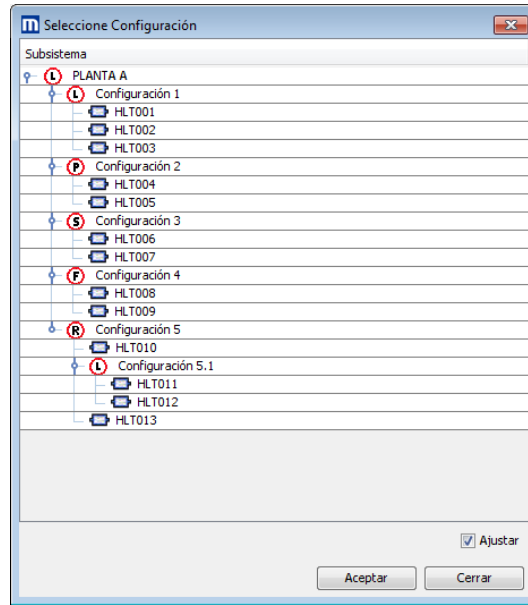 m Seleccione Configuración
Subsistema
L PLANTA A
L Configuración 1
HLT001
HLT002
HLT003
P Configuración 2
HLT004
HLT005
S Configuración 3
HLT006
HLT007
F Configuración 4
HLT008
HLT009
R Configuración 5
HLT010
L Configuración 5.1
HLT011
HLT012
HLT013
Ajustar
Aceptar Cerrar